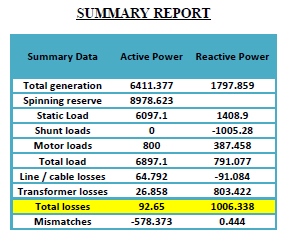 SUMMARY REPORT
Summary Data Active Power Reactive Power
Total generation 6411.377 1797.859
Spinning reserve 8978.623
Static Load 6097.1 1408.9
Shunt loads 0 -1005.28
Motor loads 800 387.458
Total load 6897.1 791.077
Line / cable losses 64.792 -91.084
Transformer losses 26.858 803.422
Total losses 92.65 1006.338
Mismatches -578.373 0.444